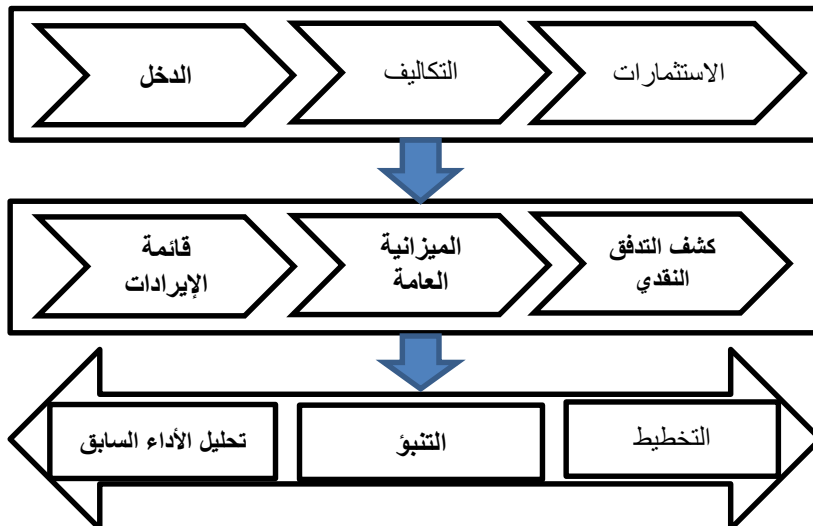 الاستثمارات
التكاليف
الدخل
كشف التدفق
النقدي
الميزانية
العامة
قائمة
الإيرادات
التخطيط
التنبؤ
تحليل الأداء السابق